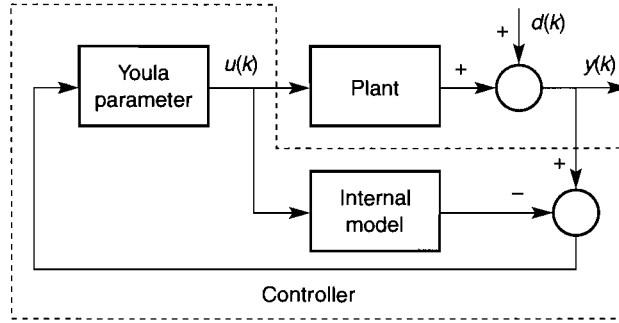 d(k)
+
Youla
parameter
u(k)
Plant
+
y(k)
+
Internal
model
−
Controller